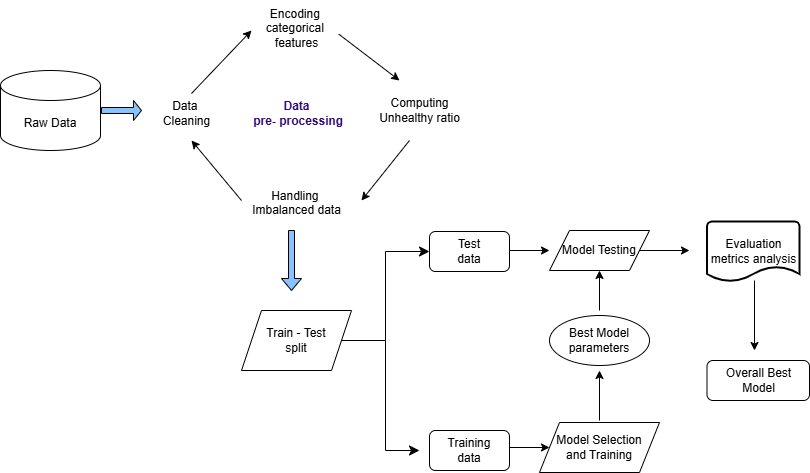 Encoding
categorical
features
Raw Data
Data
Cleaning
Data
pre- processing
Computing
Unhealthy ratio
Handling
Imbalanced data
Test
data
Model Testing
Evaluation
metrics analysis
Train - Test
split
Best Model
parameters
Overall Best
Model
Training
data
Model Selection
and Training